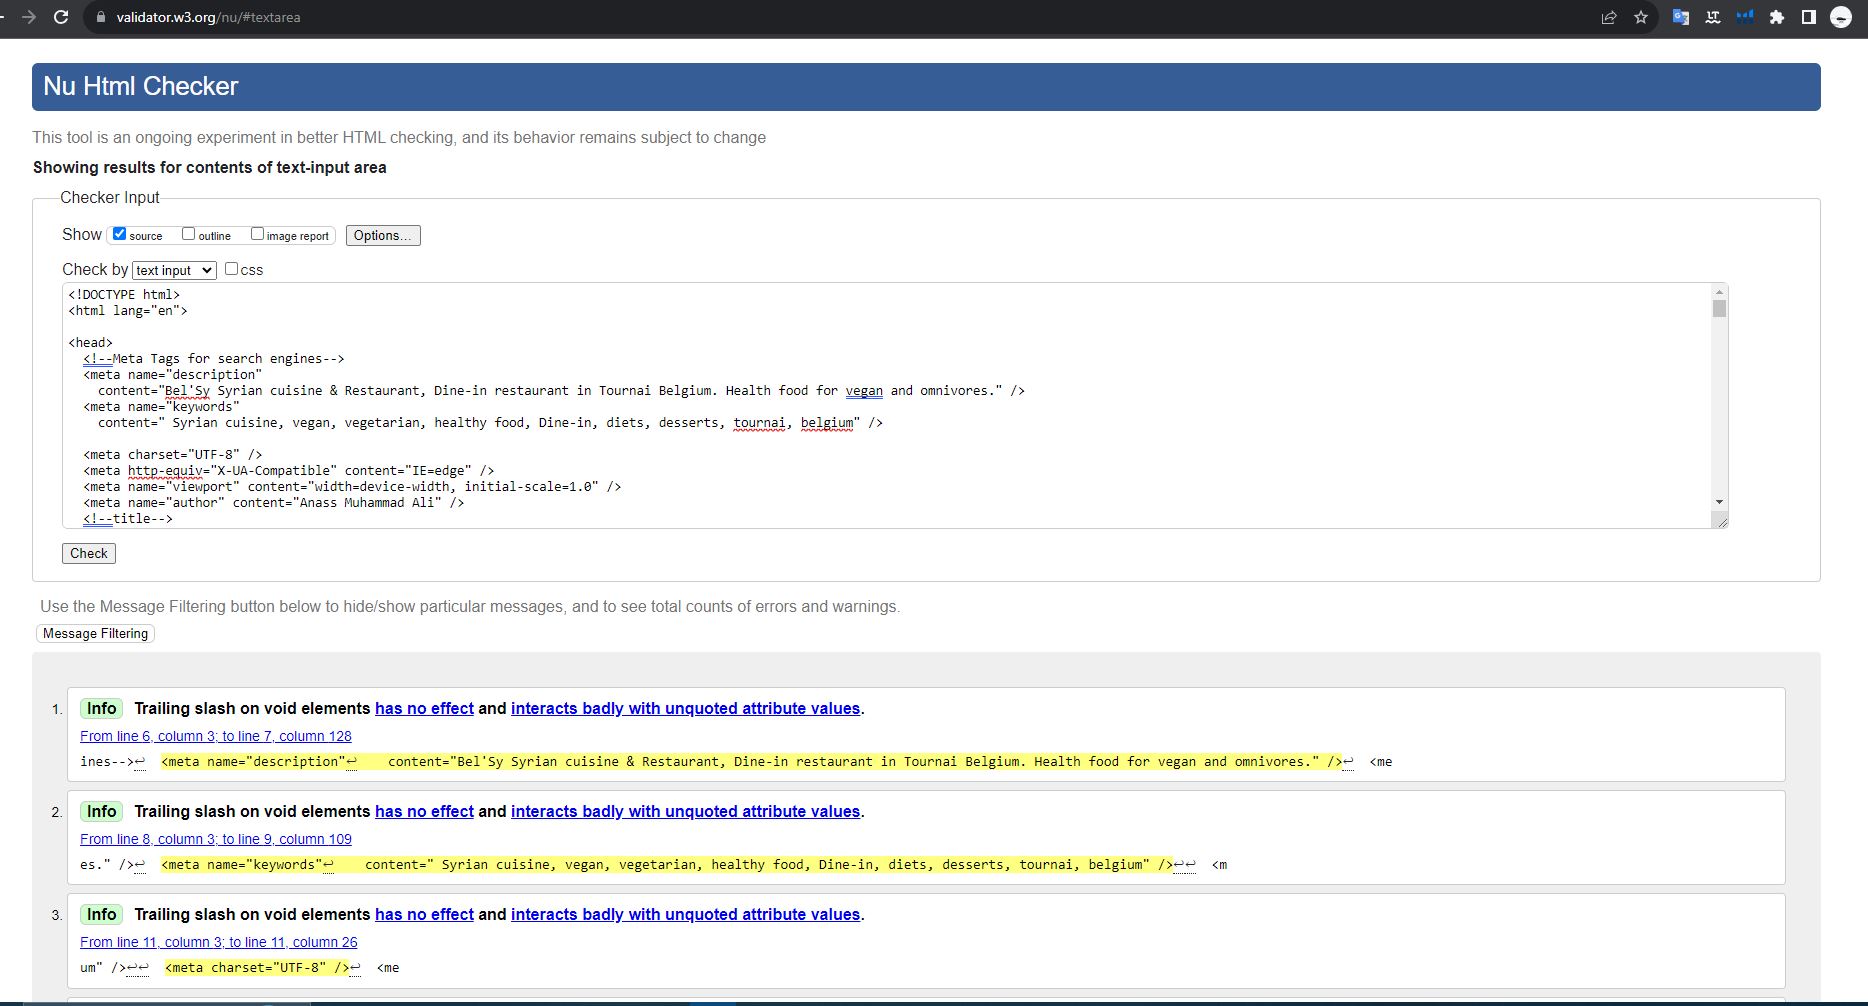 validator.w3.org/nu/#textarea
Nu Html Checker
This tool is an ongoing experiment in better HTML checking, and its behavior remains subject to change
Showing results for contents of text-input area
Checker Input
Show source outline image report Options...
Check by text input css
<!DOCTYPE html>
<html lang="en">
<head>
<!--Meta Tags for search engines-->
<meta name="description"
content="Bel'Sy Syrian cuisine & Restaurant, Dine-in restaurant in Tournai Belgium. Health food for vegan and omnivores." />
<meta name="keywords"
content=" Syrian cuisine, vegan, vegetarian, healthy food, Dine-in, diets, desserts, tournai, belgium" />
<meta charset="UTF-8" />
<meta http-equiv="X-UA-Compatible" content="IE=edge" />
<meta name="viewport" content="width=device-width, initial-scale=1.0" />
<meta name="author" content="Anass Muhammad Ali" />
<!--title-->
Check
Use the Message Filtering button below to hide/show particular messages, and to see total counts of errors and warnings.
Message Filtering
1. Info Trailing slash on void elements has no effect and interacts badly with unquoted attribute values.
From line 6, column 3; to line 7, column 128
ines-->↩ <meta name="description"↩ content="Bel'Sy Syrian cuisine & Restaurant, Dine-in restaurant in Tournai Belgium. Health food for vegan and omnivores." />↩ <me
2. Info Trailing slash on void elements has no effect and interacts badly with unquoted attribute values.
From line 8, column 3; to line 9, column 109
es." />↩ <meta name="keywords"↩ content=" Syrian cuisine, vegan, vegetarian, healthy food, Dine-in, diets, desserts, tournai, belgium" />↩↩ <m
3. Info Trailing slash on void elements has no effect and interacts badly with unquoted attribute values.
From line 11, column 3; to line 11, column 26
um" />↩↩ <meta charset="UTF-8" />↩ <me